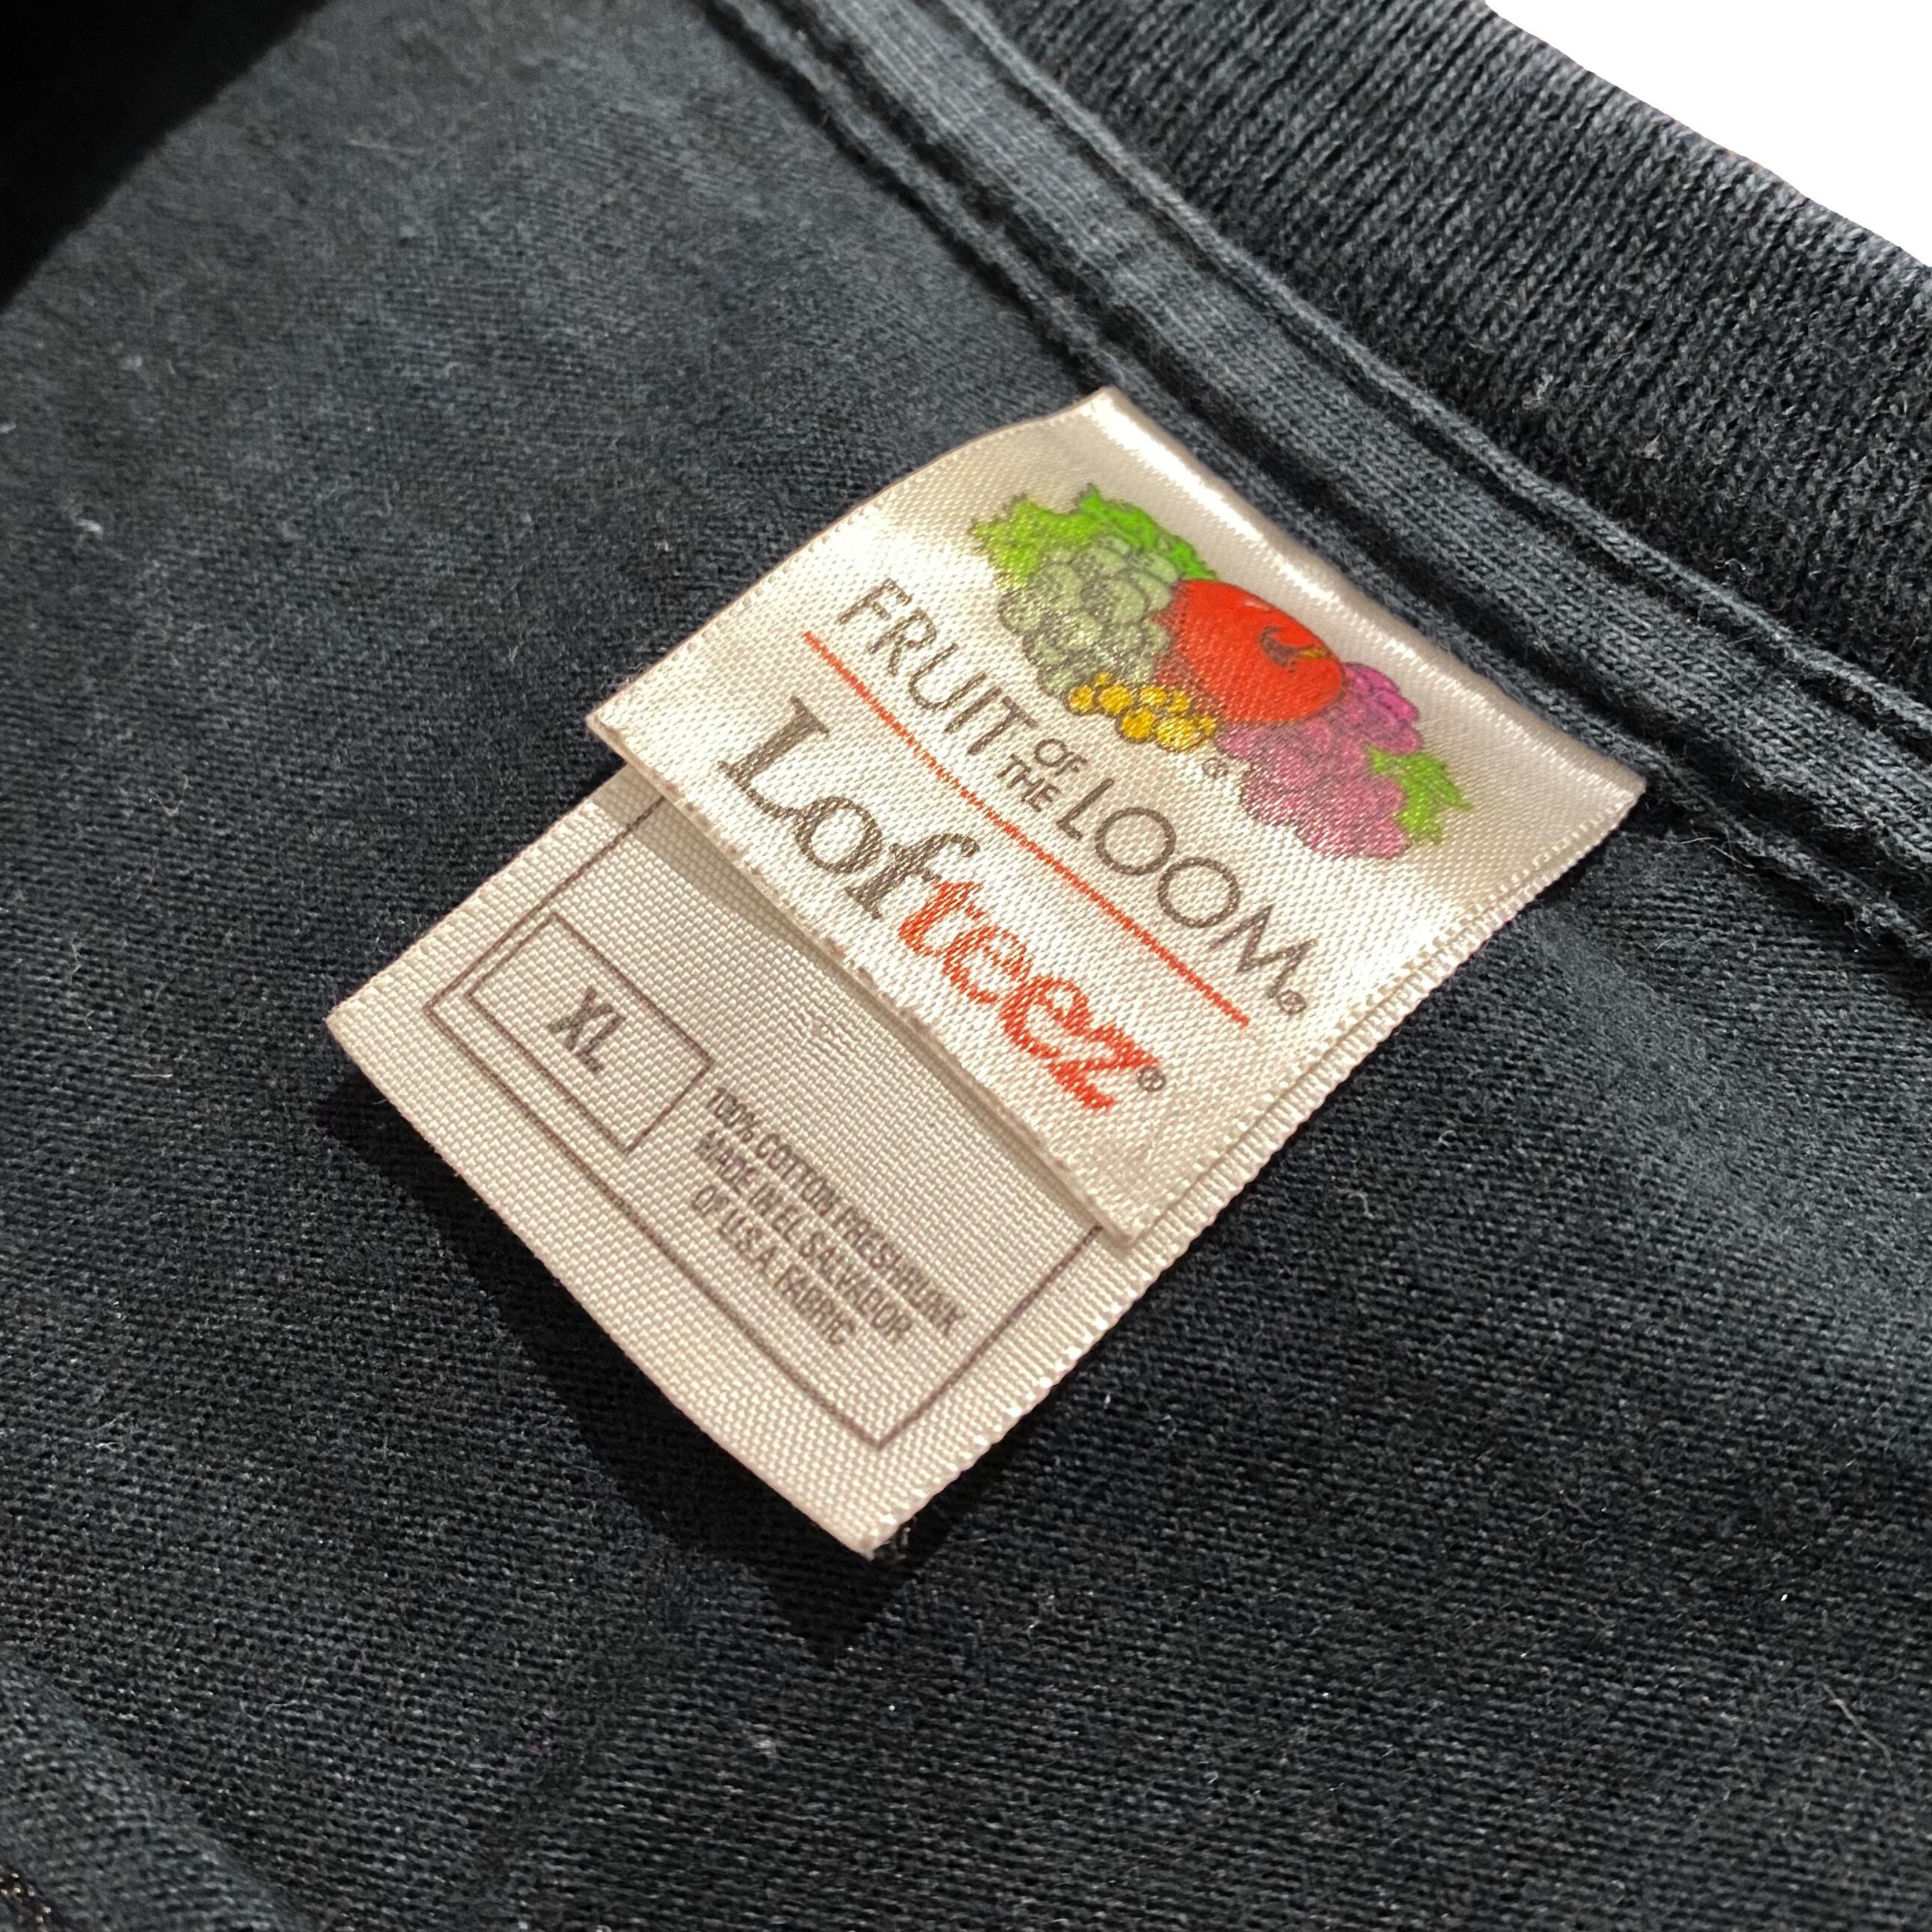 FRUIT OF THE LOOM®
Lofteez®
XL
100% COTTON PRESHRUNK
MADE IN EL SALVADOR
OF U.S.A. FABRIC